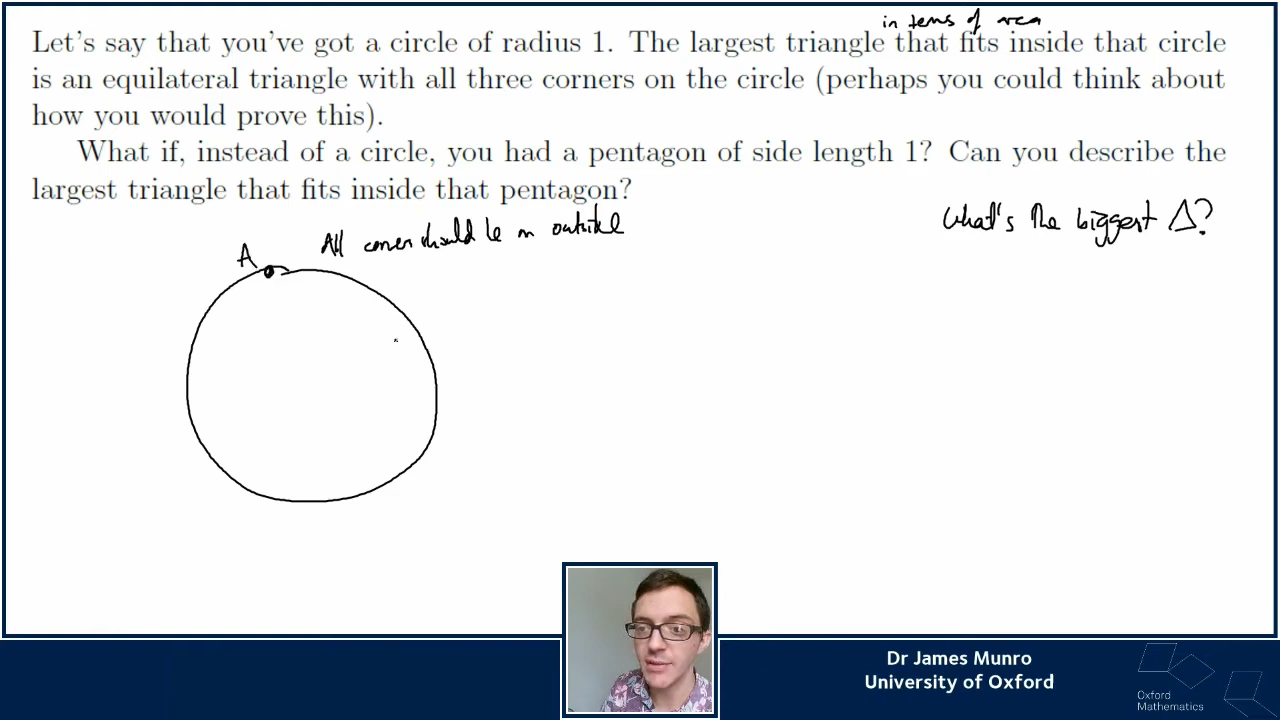 in terms of area
Let's say that you've got a circle of radius 1. The largest triangle that fits inside that circle
is an equilateral triangle with all three corners on the circle (perhaps you could think about
how you would prove this).
What if, instead of a circle, you had a pentagon of side length 1? Can you describe the
largest triangle that fits inside that pentagon?
What's the biggest Δ?
All corners should be on outside
A
Dr James Munro
University of Oxford
Oxford
Mathematics